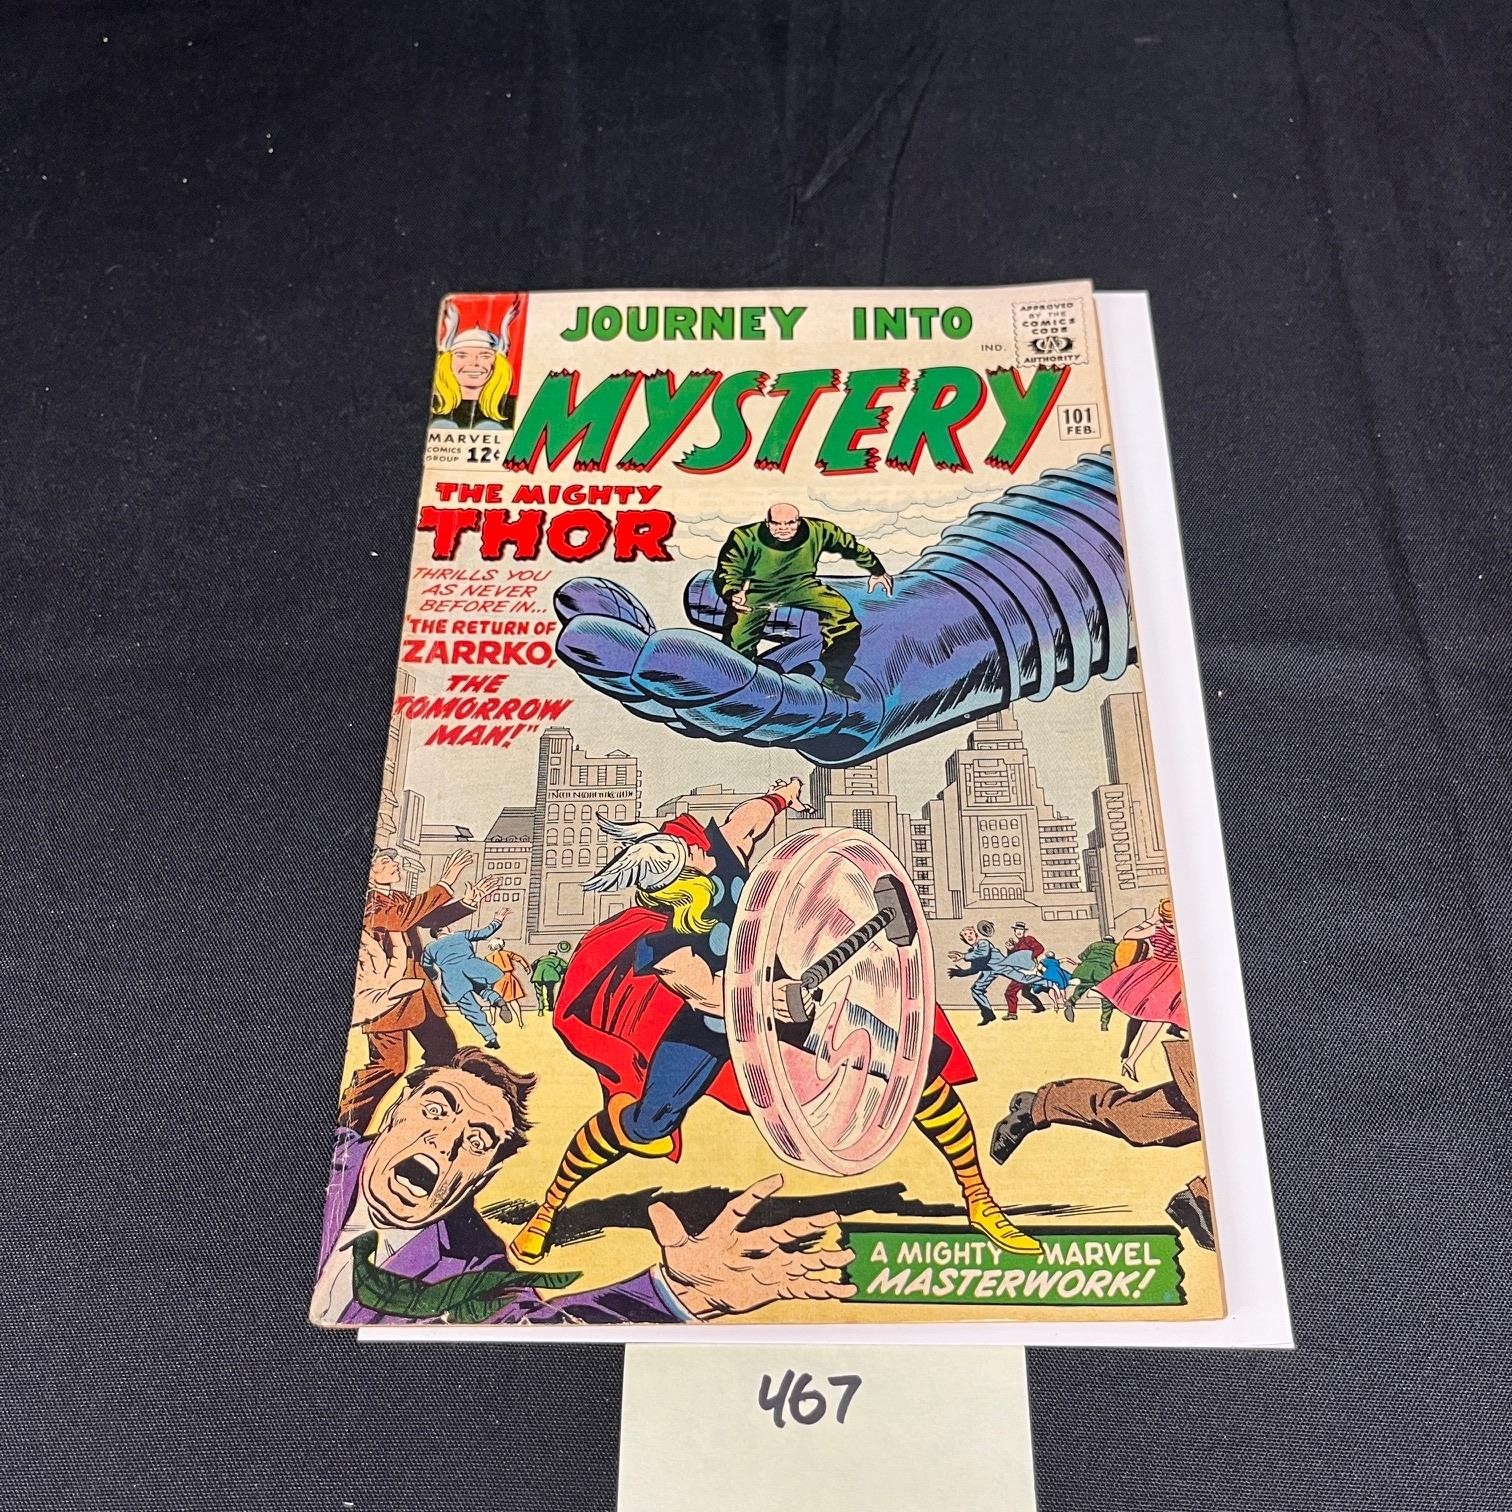 JOURNEY INTO
IND.
APPROVED
BY THE
COMICS
CODE
CA
AUTHORITY
MYSTERY
101
FEB.
MARVEL
COMICS
GROUP 12¢
THE MIGHTY
THOR
THRILLS YOU
AS NEVER
BEFORE IN...
"THE RETURN OF
ZARRKO,
THE
TOMORROW
MAN!"
A MIGHTY MARVEL
MASTERWORK!
467